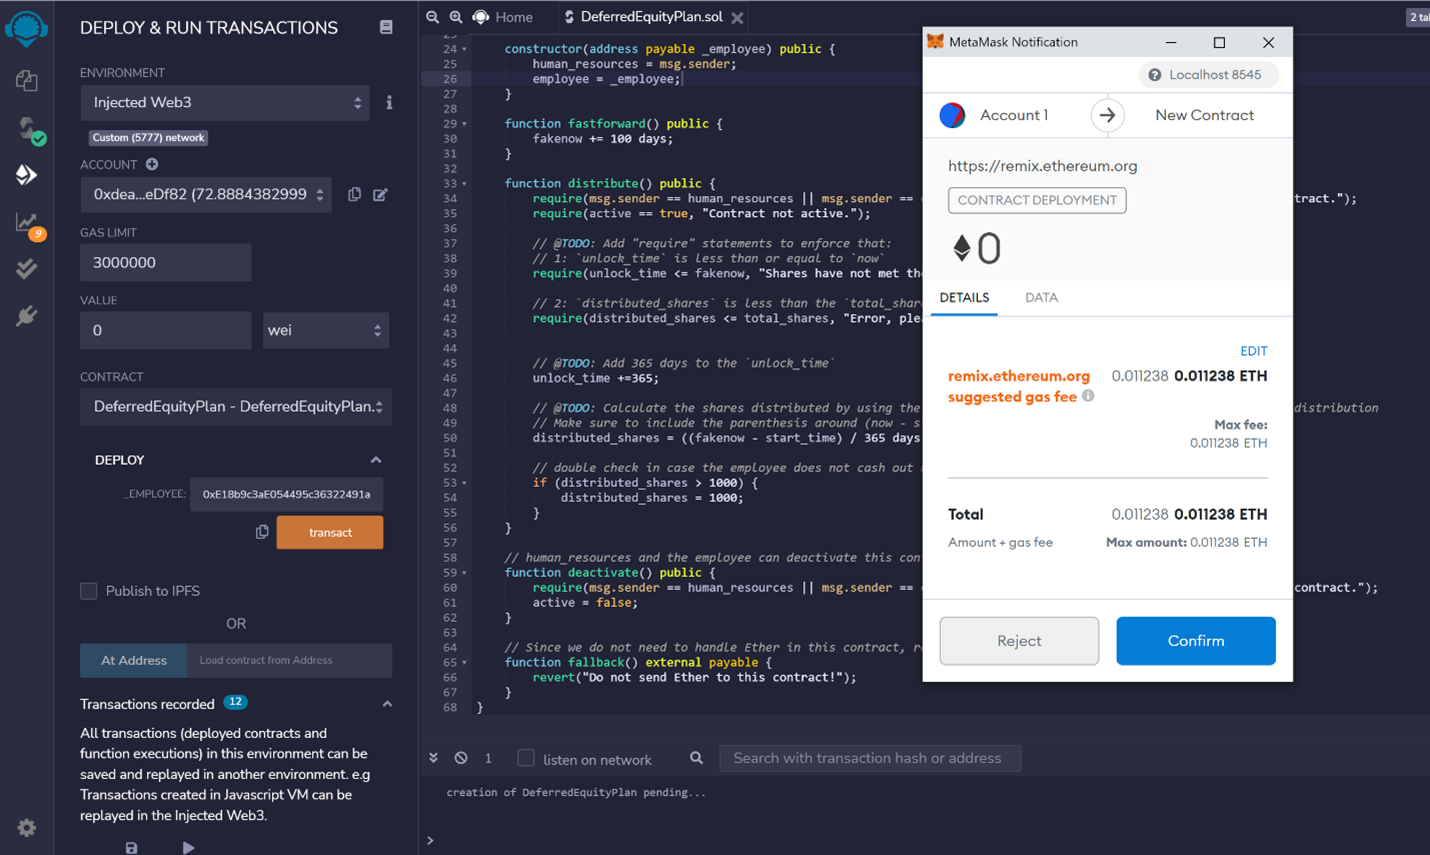 DEPLOY & RUN TRANSACTIONS
ENVIRONMENT
Injected Web3
i
Custom (5777) network
ACCOUNT
0xdea...eDf82 (72.8884382999
9
GAS LIMIT
3000000
VALUE
0
wei
CONTRACT
DeferredEquityPlan - DeferredEquityPlan.
DEPLOY
_EMPLOYEE:
0xE18b9c3aE054495c36322491a
transact
Publish to IPFS
OR
At Address
Load contract from Address
Transactions recorded 12
All transactions (deployed contracts and
function executions) in this environment can be
saved and replayed in another environment. e.g
Transactions created in Javascript VM can be
replayed in the Injected Web3.
Home
DeferredEquityPlan.sol
2 tal
24 constructor(address payable _employee) public {
25 human_resources = msg.sender;
26 employee = _employee;
27 }
28
29 function fastforward() public {
30 fakenow += 100 days;
31 }
32
33 function distribute() public {
34 require(msg.sender == human_resources || msg.sender == tract.");
35 require(active == true, "Contract not active.");
36
37 // @TODO: Add "require" statements to enforce that:
38 // 1: `unlock_time` is less than or equal to `now`
39 require(unlock_time <= fakenow, "Shares have not met the
40
41 // 2: `distributed_shares` is less than the `total_shar
42 require(distributed_shares <= total_shares, "Error, plea
43
44
45 // @TODO: Add 365 days to the `unlock_time`
46 unlock_time +=365;
47
48 // @TODO: Calculate the shares distributed by using the distribution
49 // Make sure to include the parenthesis around (now - s
50 distributed_shares = ((fakenow - start_time) / 365 days
51
52 // double check in case the employee does not cash out
53 if (distributed_shares > 1000) {
54 distributed_shares = 1000;
55 }
56 }
57
58 // human_resources and the employee can deactivate this con
59 function deactivate() public {
60 require(msg.sender == human_resources || msg.sender == contract.");
61 active = false;
62 }
63
64 // Since we do not need to handle Ether in this contract, r
65 function fallback() external payable {
66 revert("Do not send Ether to this contract!");
67 }
68 }
1
listen on network
Search with transaction hash or address
creation of DeferredEquityPlan pending...
>
MetaMask Notification
? Localhost 8545
Account 1
New Contract
https://remix.ethereum.org
CONTRACT DEPLOYMENT
0
DETAILS
DATA
EDIT
remix.ethereum.org 0.011238 0.011238 ETH
suggested gas fee
Max fee:
0.011238 ETH
Total 0.011238 0.011238 ETH
Amount + gas fee Max amount: 0.011238 ETH
Reject
Confirm